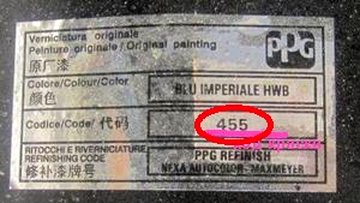 Verniciatura originale
Peinture originale / Original painting
原厂漆
PPG
Colore/Colour/Color
颜色
BLU IMPERIALE HWB
Codice/Code/ 代码
455
RITOCCHI E RIVERNICIATURE
REFINISHING CODE
修补漆牌号
PPG REFINISH
NEXA AUTOCOLOR - MAXMEYER